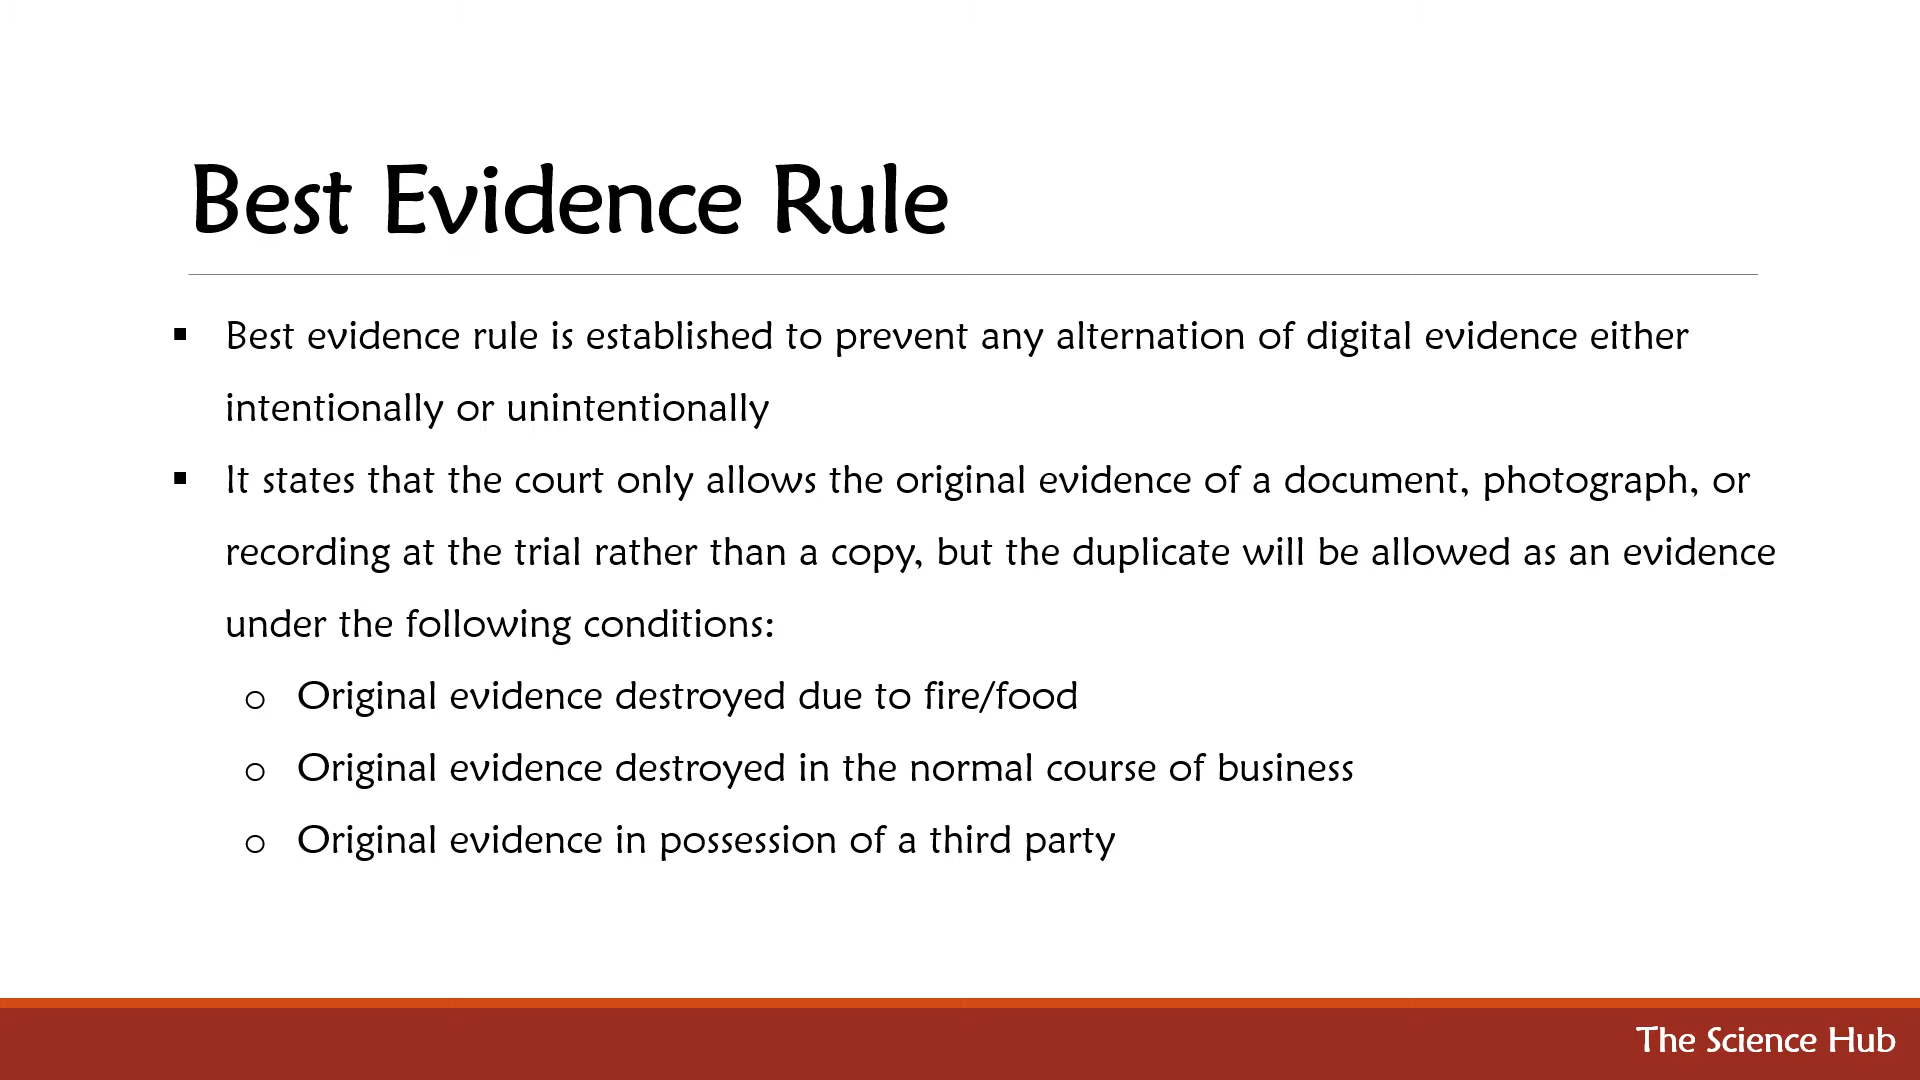 Best Evidence Rule
▪ Best evidence rule is established to prevent any alternation of digital evidence either
intentionally or unintentionally
▪ It states that the court only allows the original evidence of a document, photograph, or
recording at the trial rather than a copy, but the duplicate will be allowed as an evidence
under the following conditions:
o Original evidence destroyed due to fire/food
o Original evidence destroyed in the normal course of business
o Original evidence in possession of a third party
The Science Hub